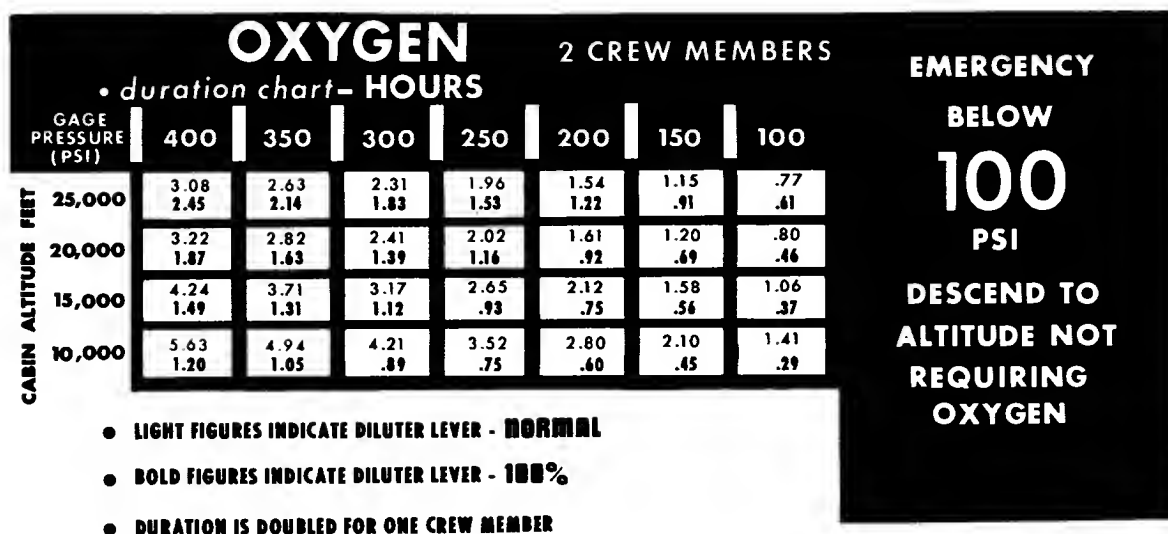 OXYGEN 2 CREW MEMBERS
• duration chart– HOURS
GAGE PRESSURE (PSI) 400 350 300 250 200 150 100
CABIN ALTITUDE FEET
25,000 3.08 2.63 2.31 1.96 1.54 1.15 .77
2.45 2.14 1.83 1.53 1.22 .91 .61
20,000 3.22 2.82 2.41 2.02 1.61 1.20 .80
1.87 1.63 1.39 1.16 .92 .69 .46
15,000 4.24 3.71 3.17 2.65 2.12 1.58 1.06
1.49 1.31 1.12 .93 .75 .56 .37
10,000 5.63 4.94 4.21 3.52 2.80 2.10 1.41
1.20 1.05 .89 .75 .60 .45 .29
• LIGHT FIGURES INDICATE DILUTER LEVER - NORMAL
• BOLD FIGURES INDICATE DILUTER LEVER - 100%
• DURATION IS DOUBLED FOR ONE CREW MEMBER
EMERGENCY
BELOW
100
PSI
DESCEND TO
ALTITUDE NOT
REQUIRING
OXYGEN